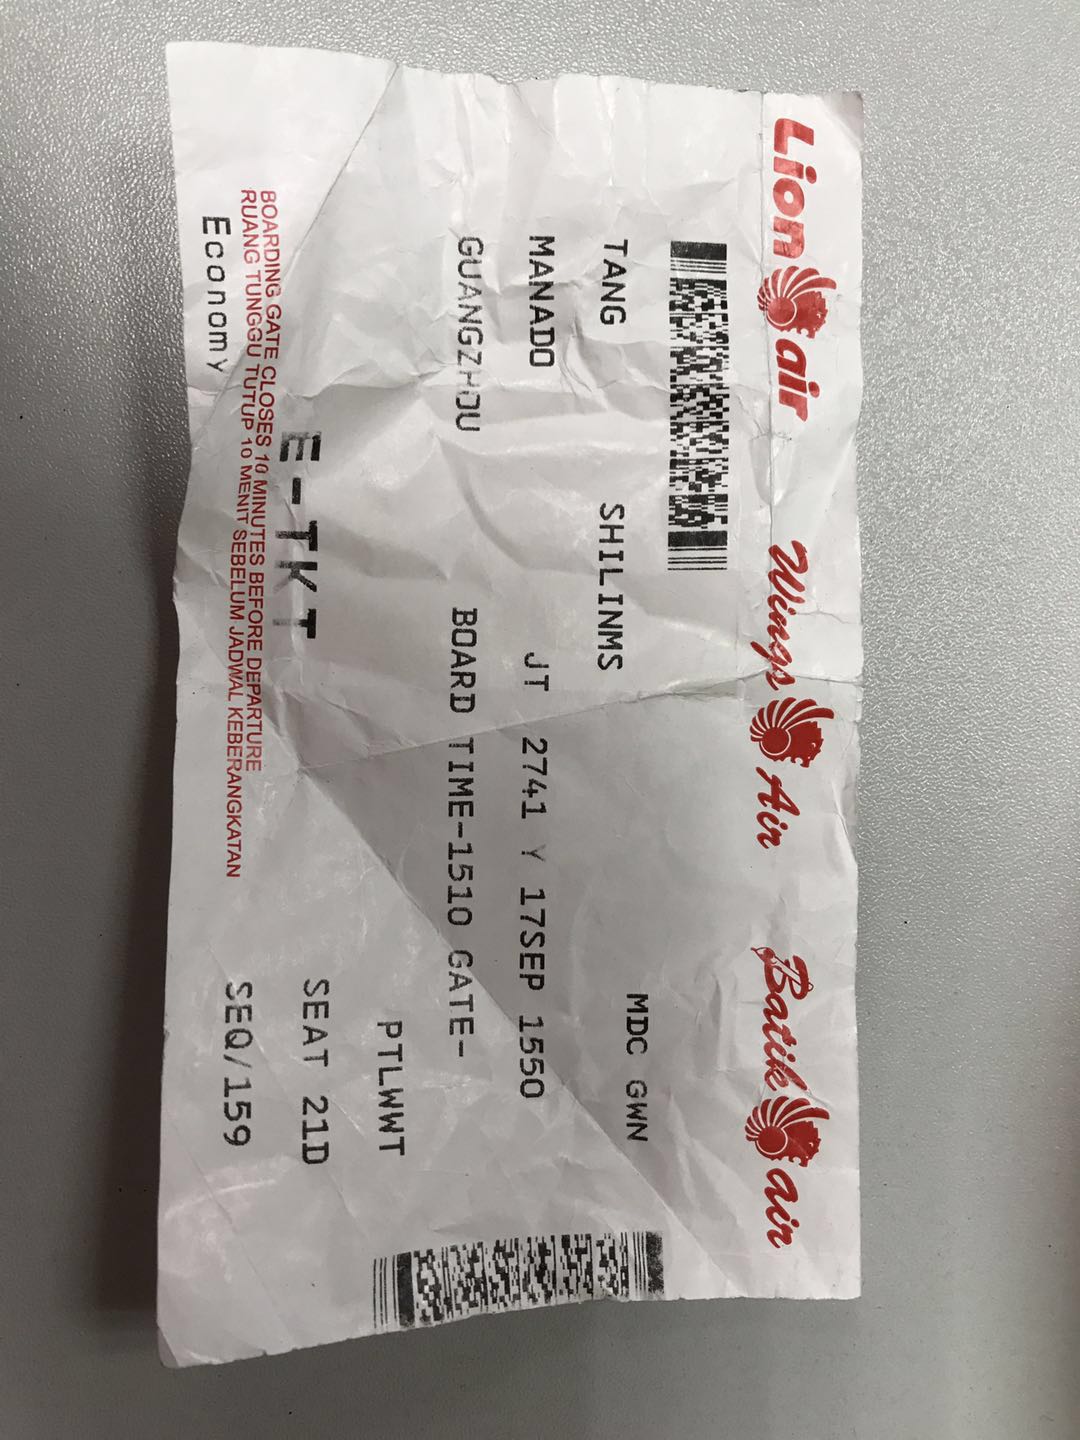 Lion air Wings Air Batik air
MDC GWN
TANG SHILINMS
MANADO JT 2741 Y 17SEP 1550
GUANGZHOU BOARD TIME-1510 GATE-
PTLWWT
E-TKT SEAT 21D
BOARDING GATE CLOSES 10 MINUTES BEFORE DEPARTURE
RUANG TUNGGU TUTUP 10 MENIT SEBELUM JADWAL KEBERANGKATAN
Economy SEQ/159